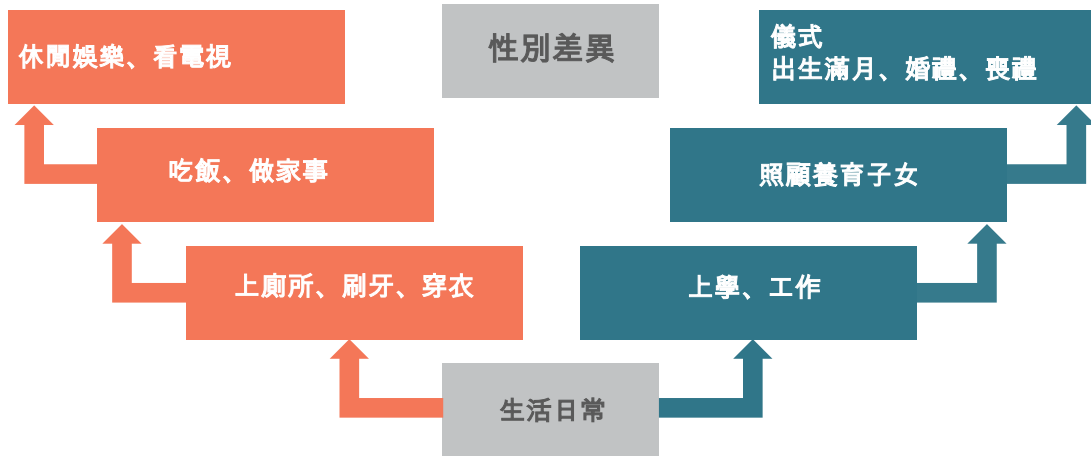 性別差異
休閒娛樂、看電視
儀式
出生滿月、婚禮、喪禮
吃飯、做家事
照顧養育子女
上廁所、刷牙、穿衣
上學、工作
生活日常